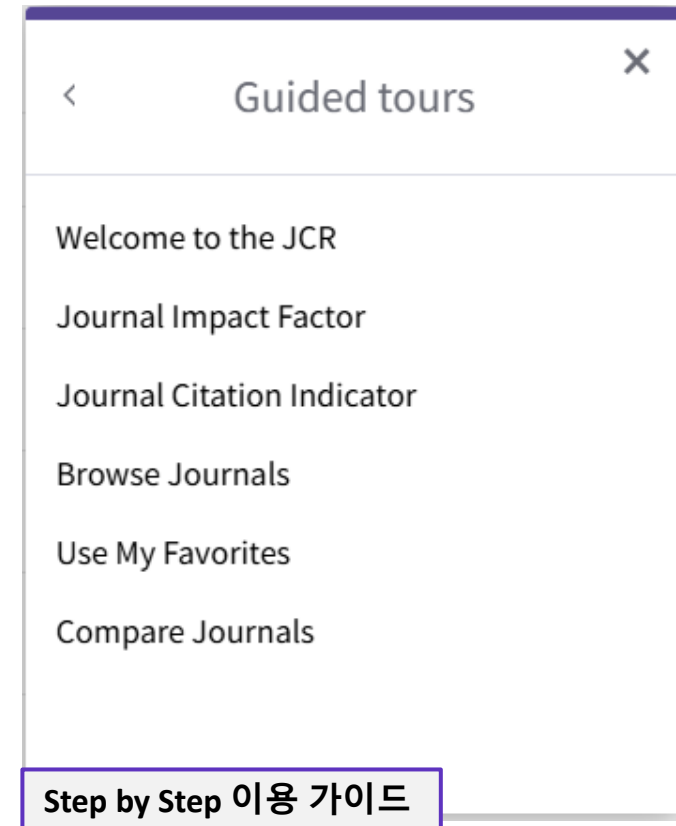 Guided tours
Welcome to the JCR
Journal Impact Factor
Journal Citation Indicator
Browse Journals
Use My Favorites
Compare Journals
Step by Step 이용 가이드